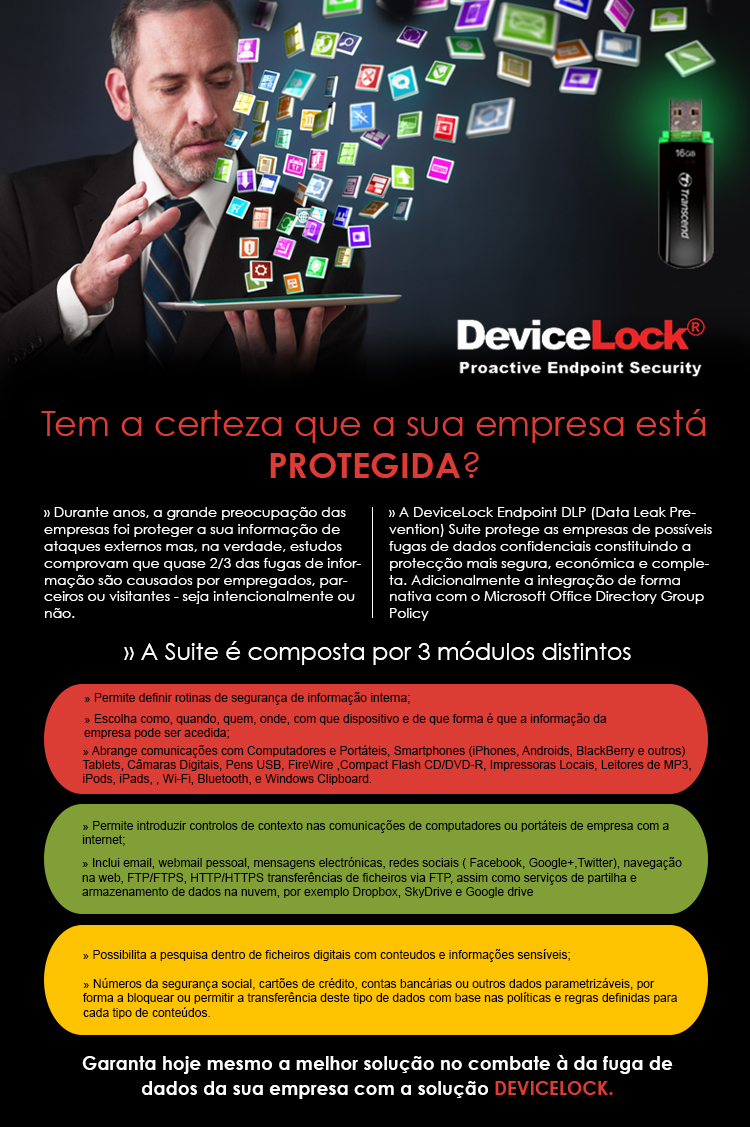 16GB
Transcend
DeviceLock®
Proactive Endpoint Security
Tem a certeza que a sua empresa está
PROTEGIDA?
» Durante anos, a grande preocupação das
empresas foi proteger a sua informação de
ataques externos mas, na verdade, estudos
comprovam que quase 2/3 das fugas de infor-
mação são causados por empregados, par-
ceiros ou visitantes - seja intencionalmente ou
não.
» A DeviceLock Endpoint DLP (Data Leak Pre-
vention) Suite protege as empresas de possíveis
fugas de dados confidenciais constituindo a
protecção mais segura, económica e comple-
ta. Adicionalmente a integração de forma
nativa com o Microsoft Office Directory Group
Policy
» A Suite é composta por 3 módulos distintos
» Permite definir rotinas de segurança de informação interna;
» Escolha como, quando, quem, onde, com que dispositivo e de que forma é que a informação da
empresa pode ser acedida;
» Abrange comunicações com Computadores e Portáteis, Smartphones (iPhones, Androids, BlackBerry e outros)
Tablets, Câmaras Digitais, Pens USB, FireWire ,Compact Flash CD/DVD-R, Impressoras Locais, Leitores de MP3,
iPods, iPads, , Wi-Fi, Bluetooth, e Windows Clipboard.
» Permite introduzir controlos de contexto nas comunicações de computadores ou portáteis de empresa com a
internet;
» Inclui email, webmail pessoal, mensagens electrónicas, redes sociais ( Facebook, Google+,Twitter), navegação
na web, FTP/FTPS, HTTP/HTTPS transferências de ficheiros via FTP, assim como serviços de partilha e
armazenamento de dados na nuvem, por exemplo Dropbox, SkyDrive e Google drive
» Possibilita a pesquisa dentro de ficheiros digitais com conteudos e informações sensíveis;
» Números da segurança social, cartões de crédito, contas bancárias ou outros dados parametrizáveis, por
forma a bloquear ou permitir a transferência deste tipo de dados com base nas políticas e regras definidas para
cada tipo de conteúdos.
Garanta hoje mesmo a melhor solução no combate à da fuga de
dados da sua empresa com a solução DEVICELOCK.